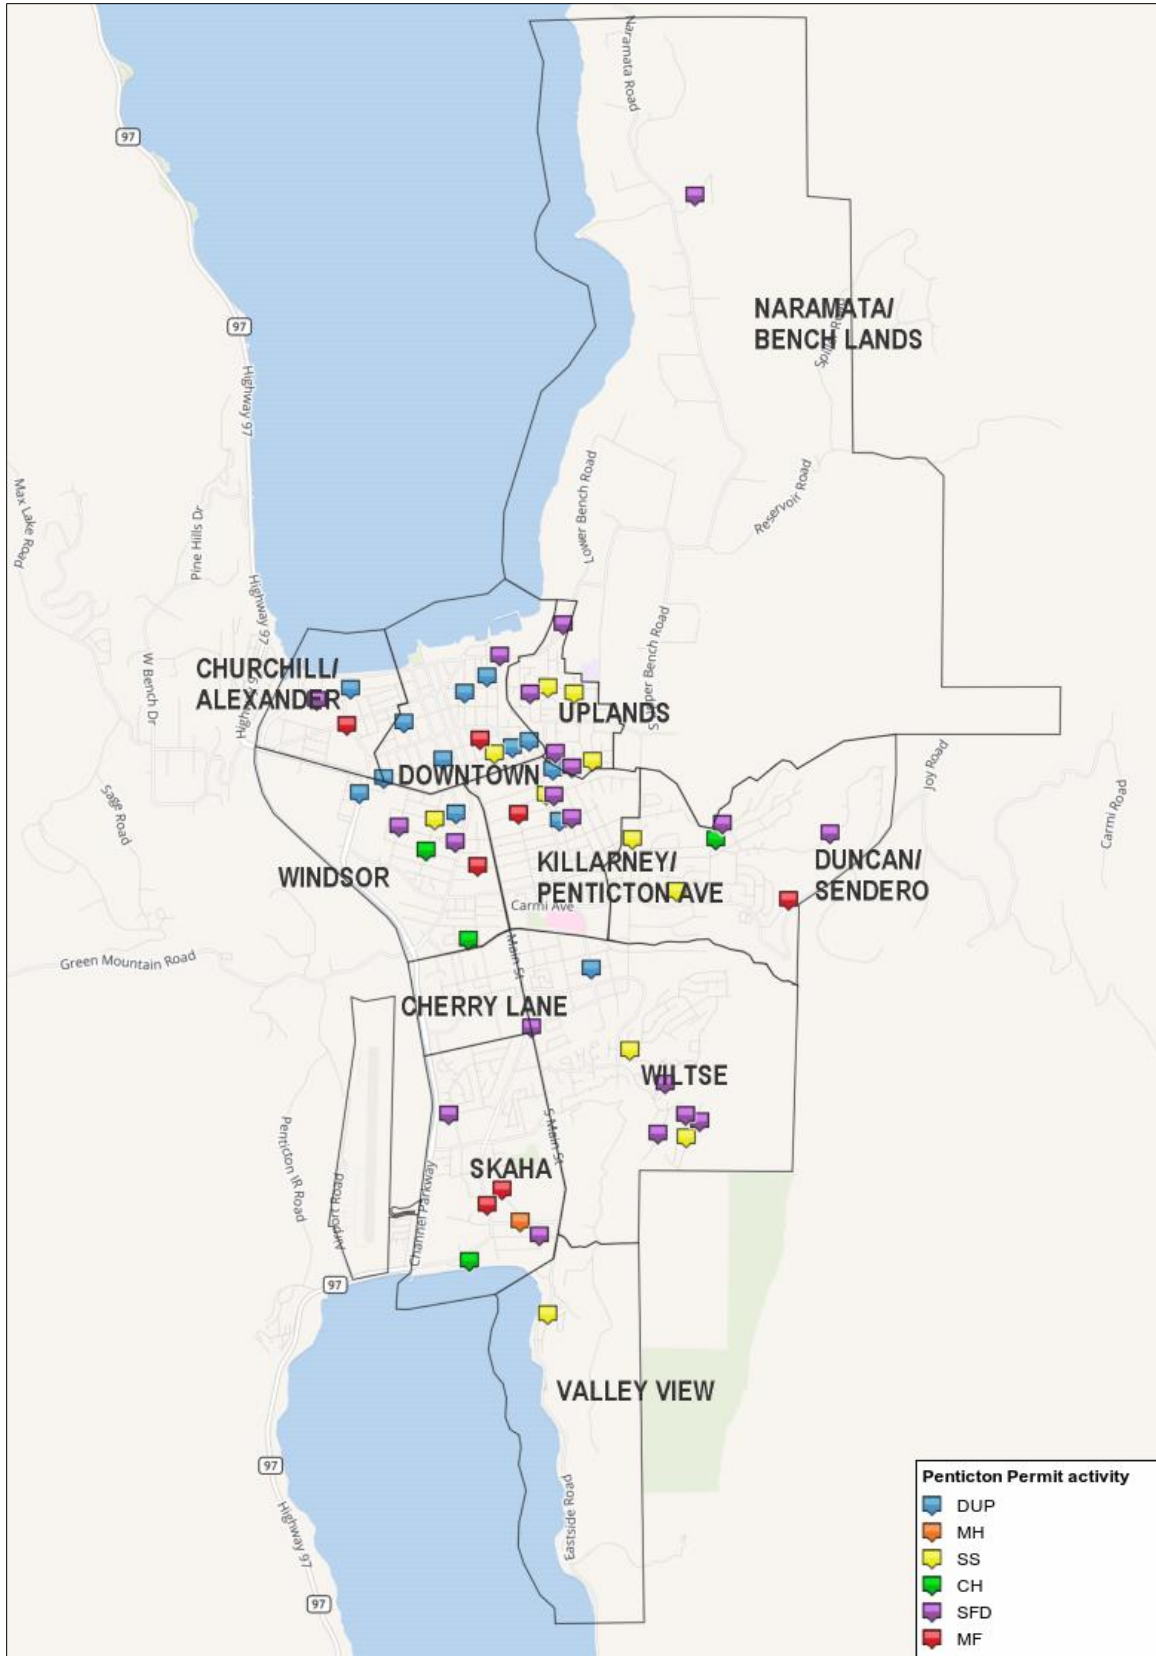 Naramata Road
97
NARAMATA/
BENCH LANDS
97
Highway 97
Lower Bench Road
Reservoir Road
Max Lake Road
Pine Hills Dr
Highway 97
CHURCHILL/
ALEXANDER
W Bench Dr
UPLANDS
DOWNTOWN
Joy Road
Sage Road
Carmi Road
WINDSOR
KILLARNEY/
PENTICTON AVE
DUNCAN/
SENDERO
Carmi Ave
Green Mountain Road
Main St
CHERRY LANE
WILTSE
Penticton IR Road
S Main St
SKAHA
Airport Road
Channel Parkway
97
VALLEY VIEW
97
Highway 97
Eastside Road
97
Penticton Permit activity
DUP
MH
SS
CH
SFD
MF